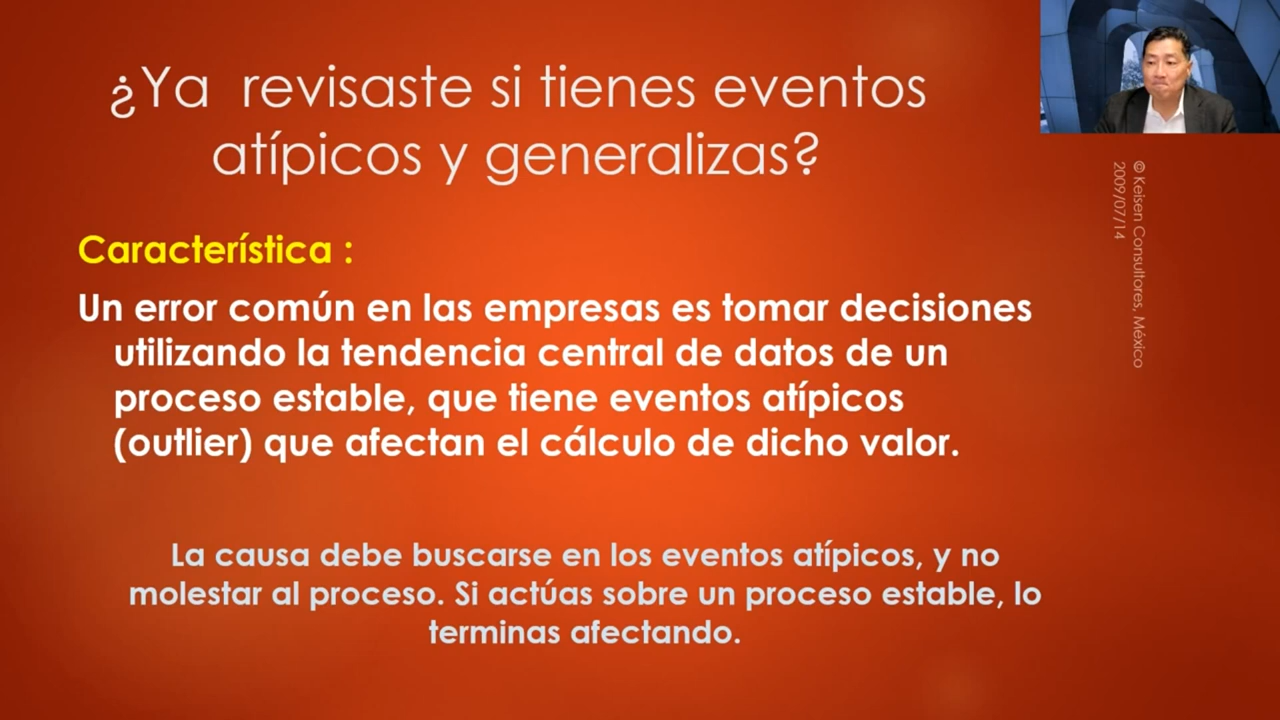 ¿Ya  revisaste si tienes eventos
atípicos y generalizas?
Característica :
Un error común en las empresas es tomar decisiones
utilizando la tendencia central de datos de un
proceso estable, que tiene eventos atípicos
(outlier) que afectan el cálculo de dicho valor.
La causa debe buscarse en los eventos atípicos, y no
molestar al proceso. Si actúas sobre un proceso estable, lo
terminas afectando.
© Keisen Consultores, México
2009/07/14